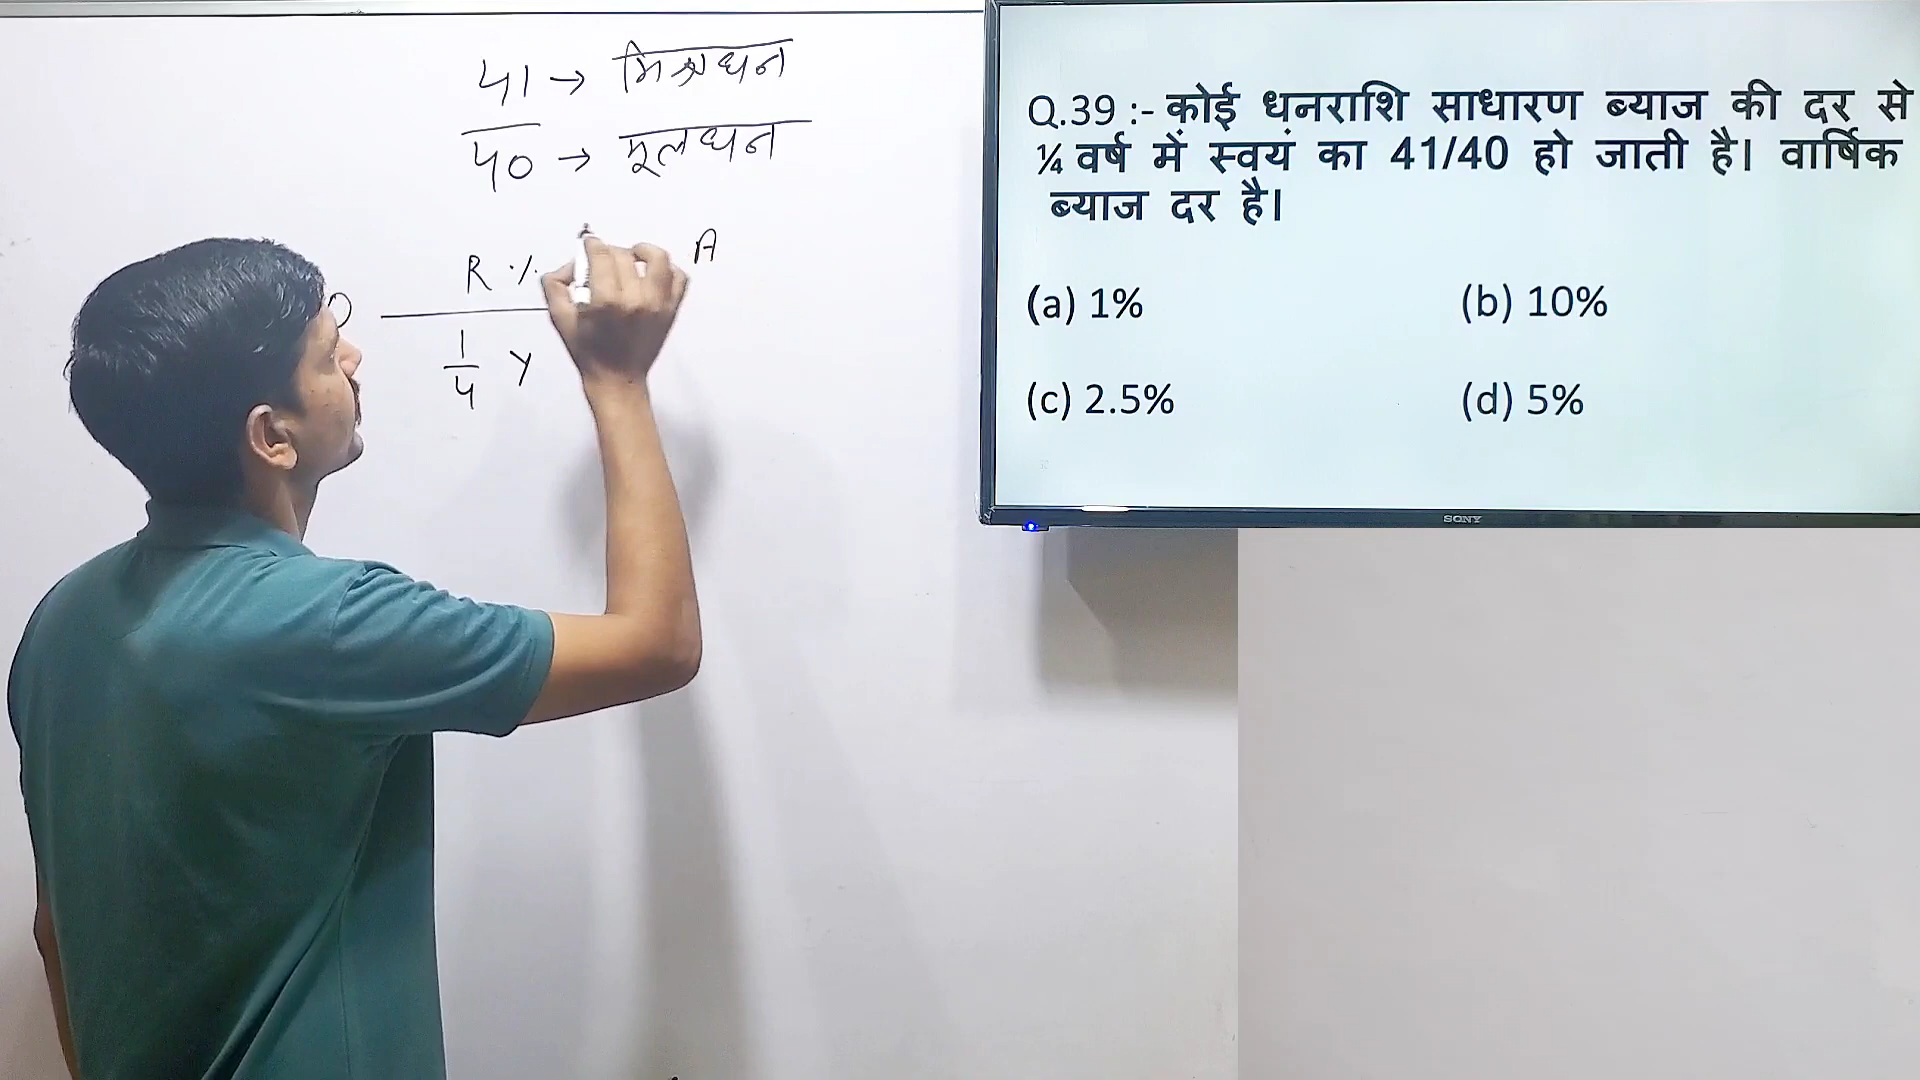 41 → मिश्रधन
40 → मूलधन
R % A
1/4 Y
Q.39 :- कोई धनराशि साधारण ब्याज की दर से
¼ वर्ष में स्वयं का 41/40 हो जाती है। वार्षिक
ब्याज दर है।
(a) 1% (b) 10%
(c) 2.5% (d) 5%
SONY